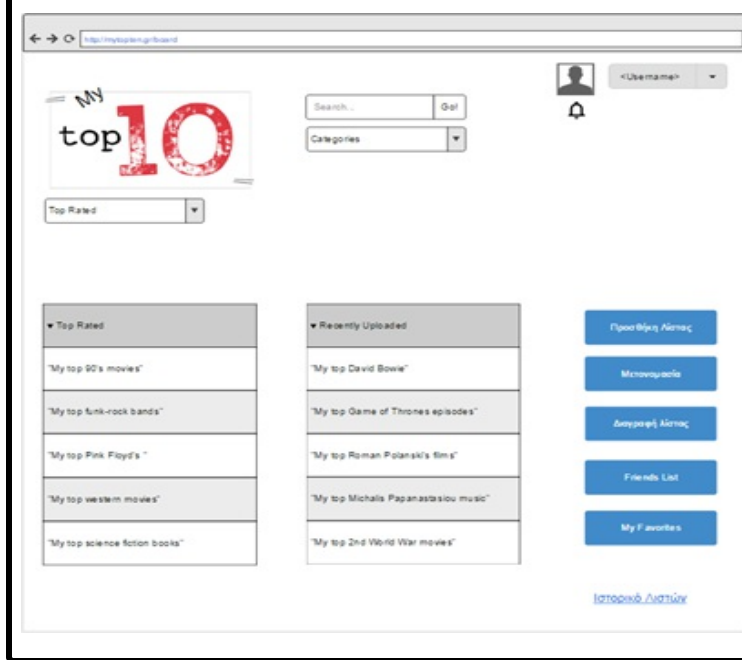 http://mytopten.gr/board
<Username>
My
top 10
Search...
Go!
Categories
Top Rated
Top Rated
"My top 90's movies"
"My top funk-rock bands"
"My top Pink Floyd's "
"My top western movies"
"My top science fiction books"
Recently Uploaded
"My top David Bowie"
"My top Game of Thrones episodes"
"My top Roman Polanski's films"
"My top Michalis Papanastasiou music"
"My top 2nd World War movies"
Προσθήκη Λίστας
Μετονομασία
Διαγραφή λίστας
Friends List
My Favorites
Ιστορικό Λιστών